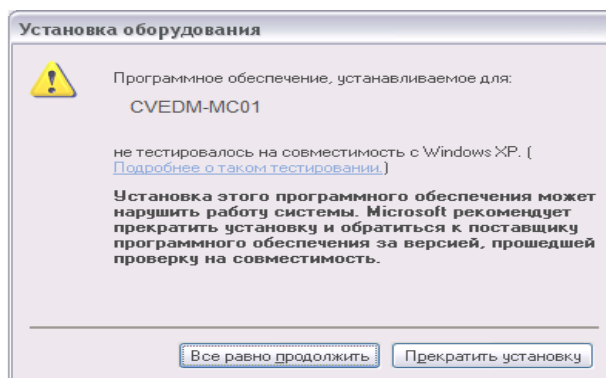 Установка оборудования
Программное обеспечение, устанавливаемое для:
CVEDM-MC01
не тестировалось на совместимость с Windows XP. (
Подробнее о таком тестировании.)
Установка этого программного обеспечения может
нарушить работу системы. Microsoft рекомендует
прекратить установку и обратиться к поставщику
программного обеспечения за версией, прошедшей
проверку на совместимость.
Все равно продолжить
Прекратить установку